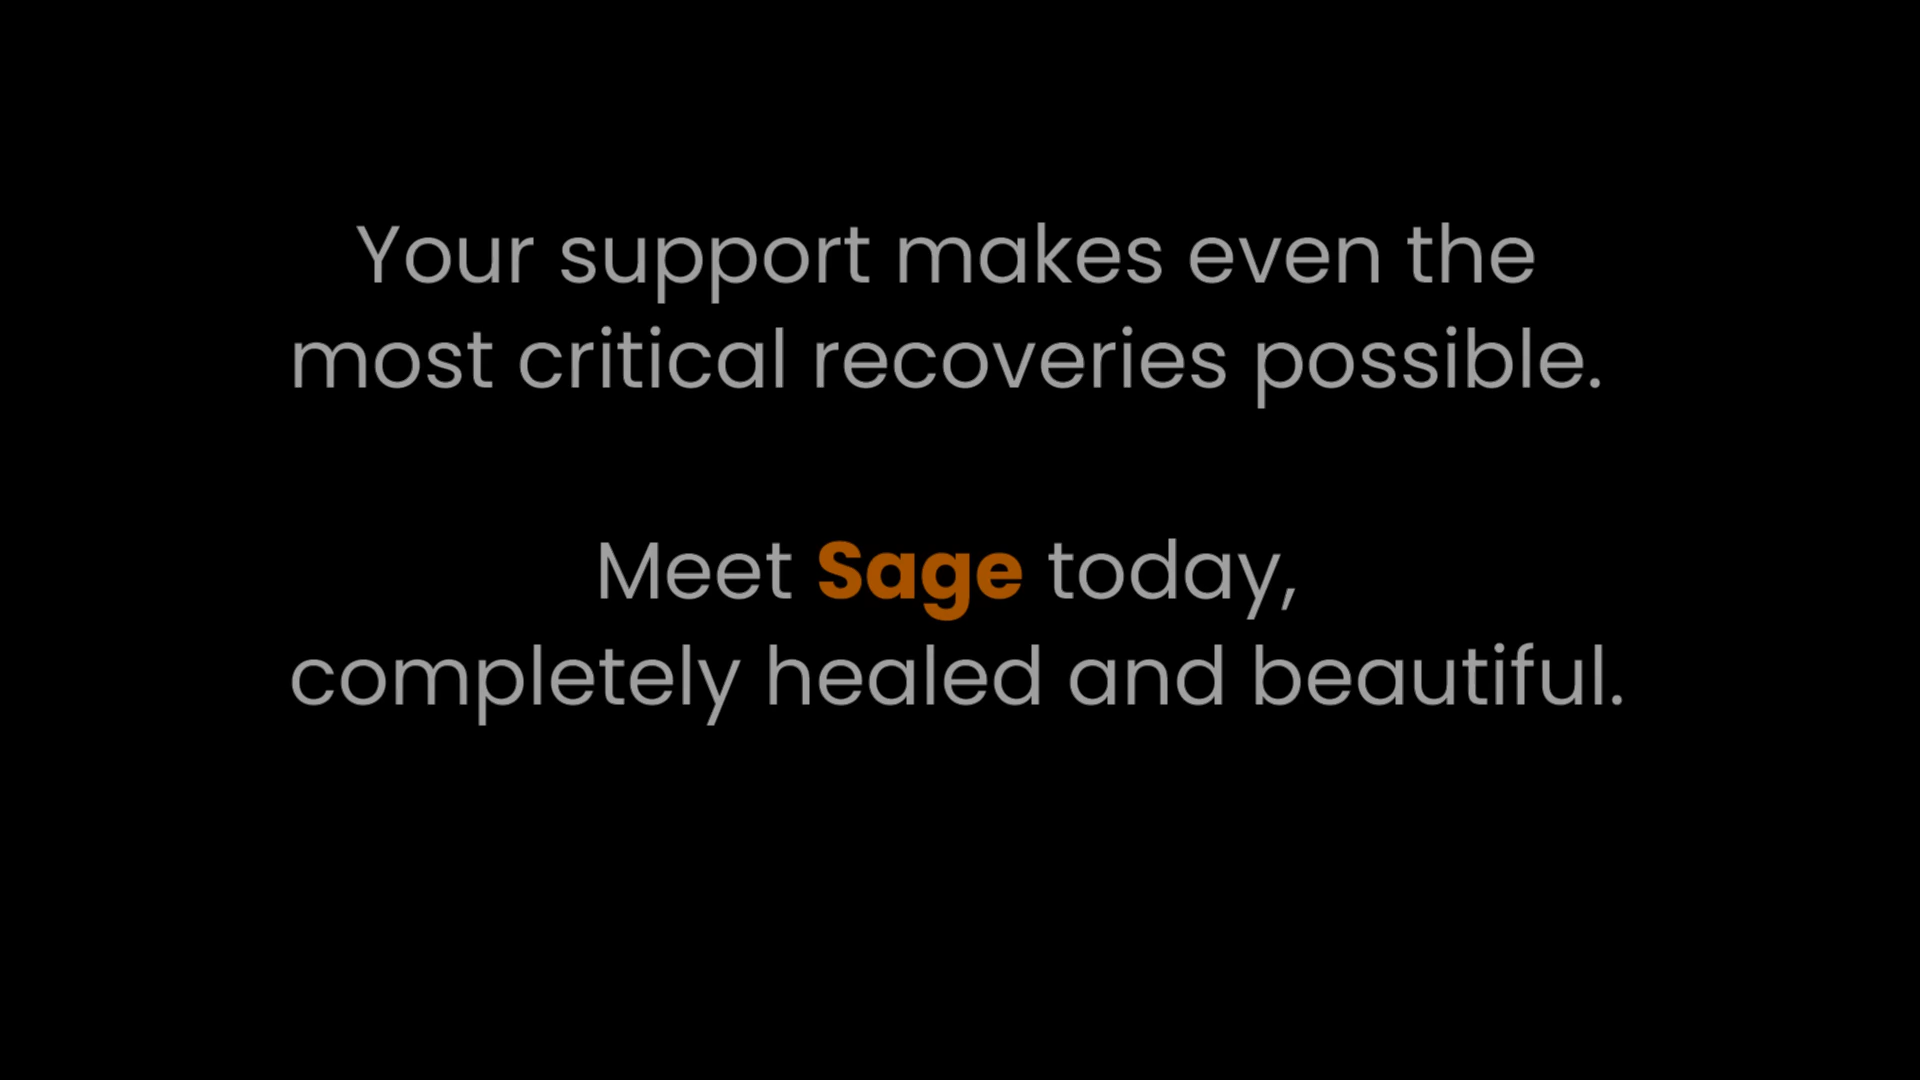 Your support makes even the
most critical recoveries possible.
Meet Sage today,
completely healed and beautiful.